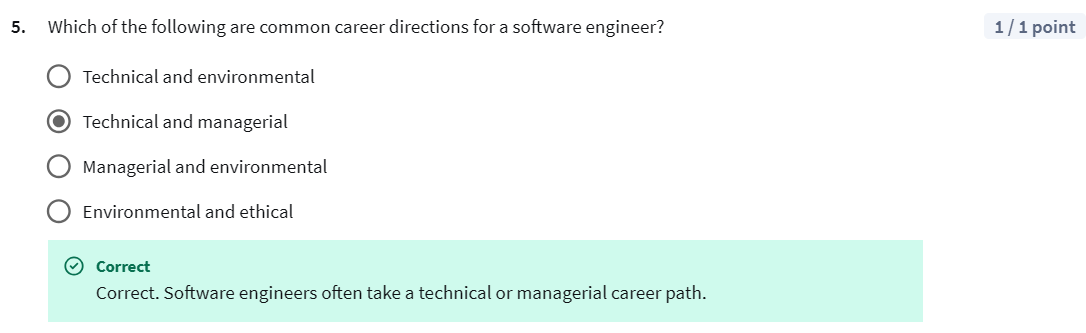 5. Which of the following are common career directions for a software engineer? 1 / 1 point
Technical and environmental
Technical and managerial
Managerial and environmental
Environmental and ethical
Correct
Correct. Software engineers often take a technical or managerial career path.